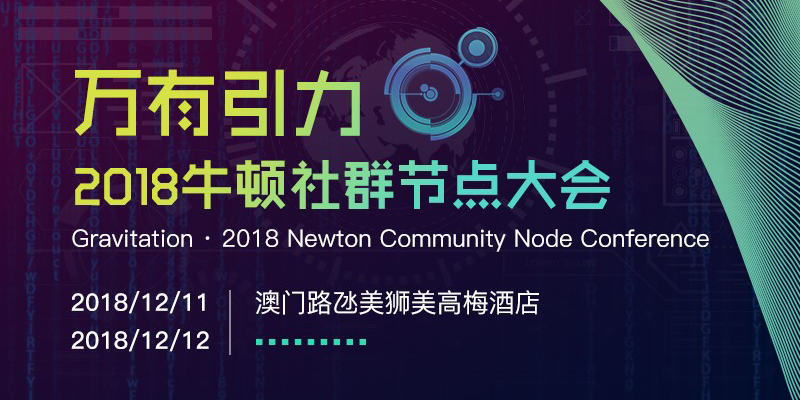 万有引力
2018牛顿社群节点大会
Gravitation · 2018 Newton Community Node Conference
2018/12/11
2018/12/12
澳门路氹美狮美高梅酒店